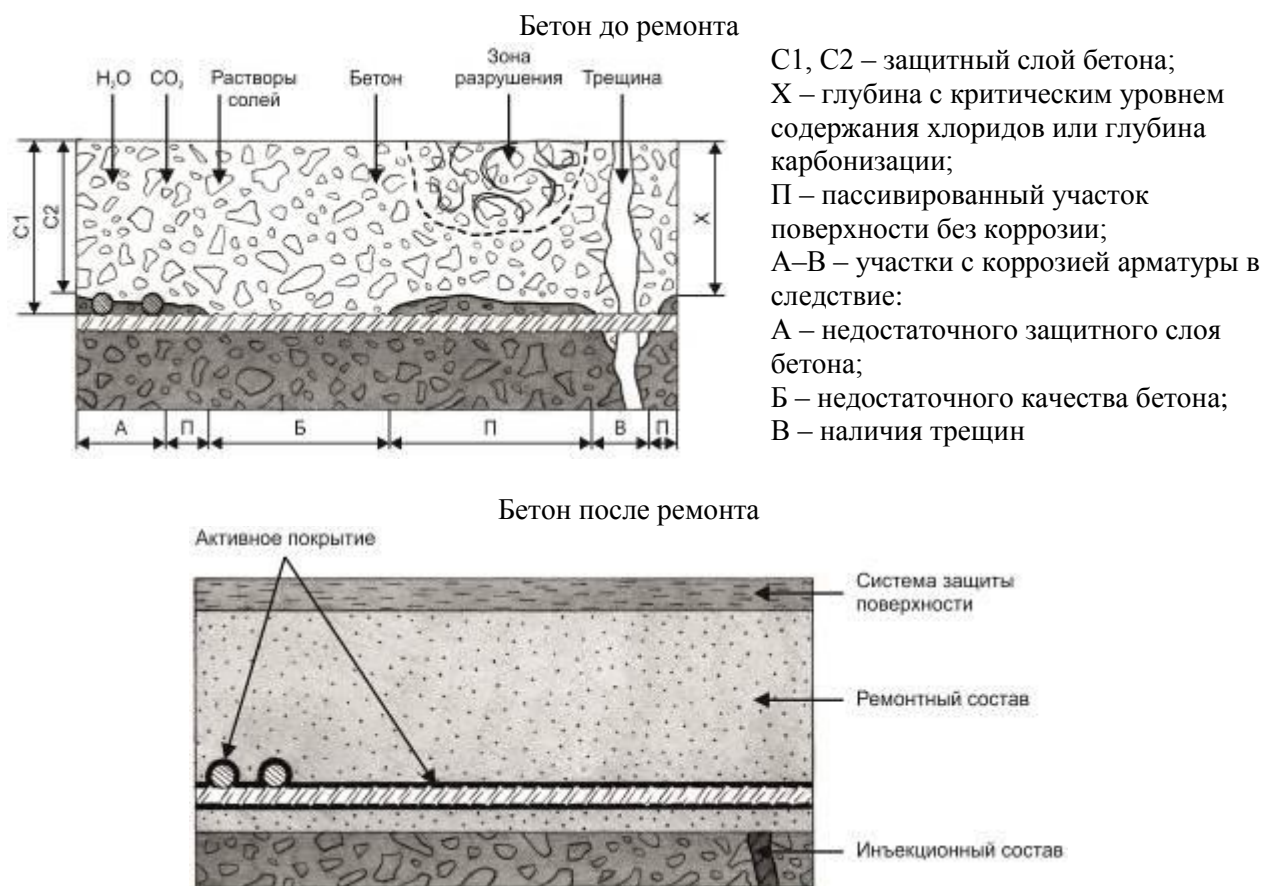 Бетон до ремонта
H₂O CO₂ Растворы солей Бетон Зона разрушения Трещина
C1 C2 X
А П Б П В П
С1, С2 – защитный слой бетона;
Х – глубина с критическим уровнем
содержания хлоридов или глубина
карбонизации;
П – пассивированный участок
поверхности без коррозии;
А–В – участки с коррозией арматуры в
следствие:
А – недостаточного защитного слоя
бетона;
Б – недостаточного качества бетона;
В – наличия трещин
Бетон после ремонта
Активное покрытие
Система защиты
поверхности
Ремонтный состав
Инъекционный состав